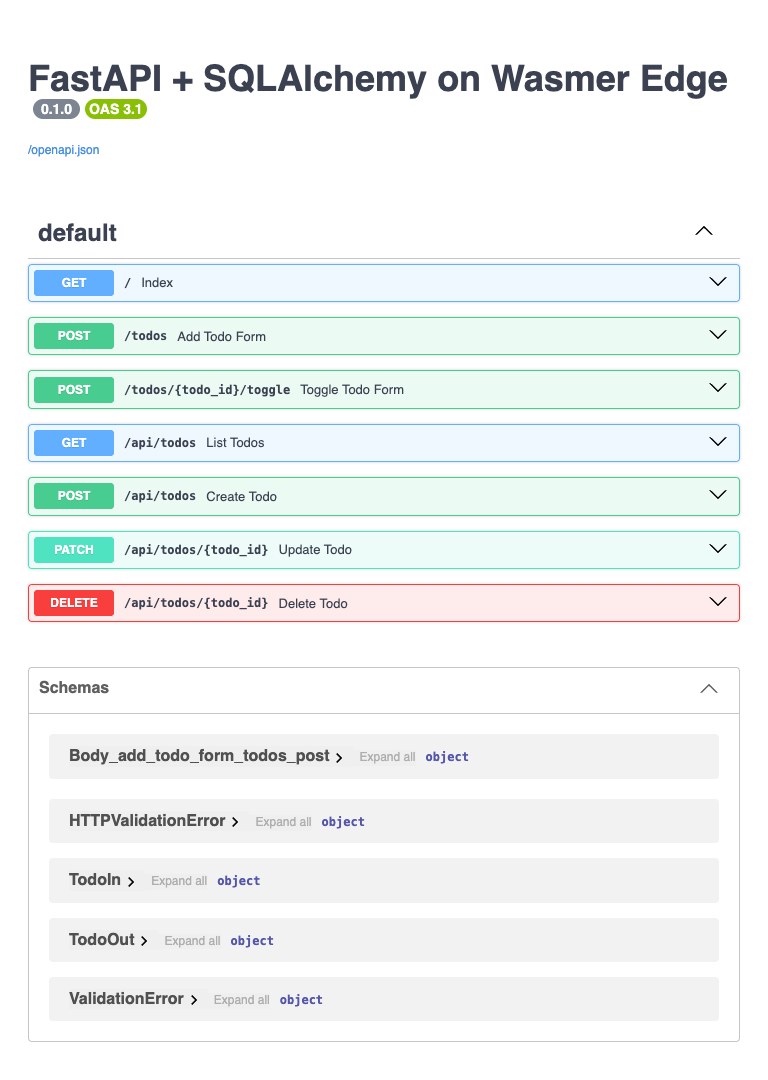 FastAPI + SQLAlchemy on Wasmer Edge
0.1.0 OAS 3.1
/openapi.json
default
GET / Index
POST /todos Add Todo Form
POST /todos/{todo_id}/toggle Toggle Todo Form
GET /api/todos List Todos
POST /api/todos Create Todo
PATCH /api/todos/{todo_id} Update Todo
DELETE /api/todos/{todo_id} Delete Todo
Schemas
Body_add_todo_form_todos_post Expand all object
HTTPValidationError Expand all object
TodoIn Expand all object
TodoOut Expand all object
ValidationError Expand all object